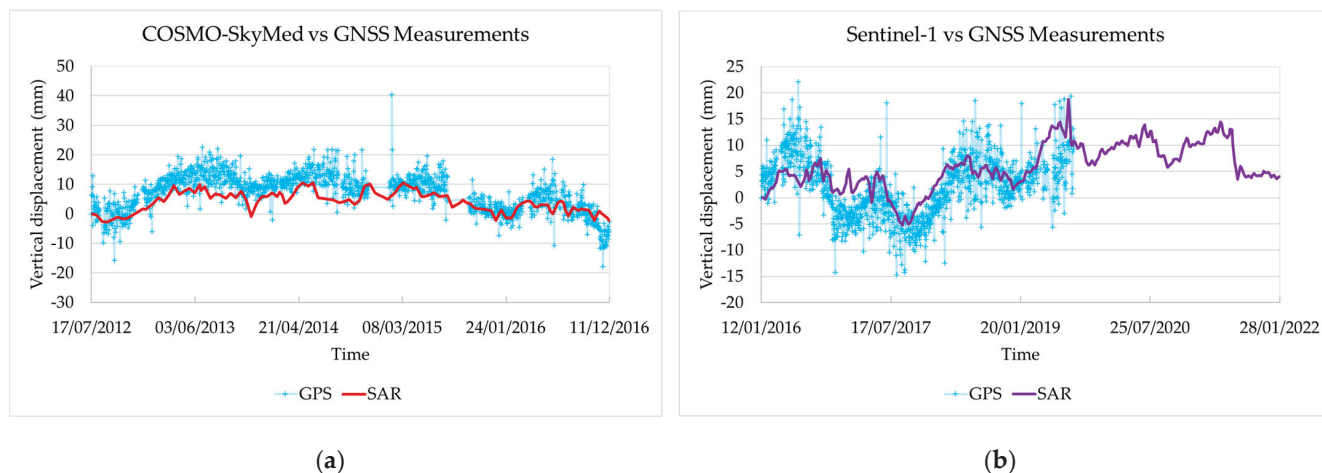 COSMO-SkyMed vs GNSS Measurements
Vertical displacement (mm)
50
40
30
20
10
0
-10
-20
-30
17/07/2012 03/06/2013 21/04/2014 08/03/2015 24/01/2016 11/12/2016
Time
GPS SAR
(a)
Sentinel-1 vs GNSS Measurements
Vertical displacement (mm)
25
20
15
10
5
0
-5
-10
-15
-20
12/01/2016 17/07/2017 20/01/2019 25/07/2020 28/01/2022
Time
GPS SAR
(b)